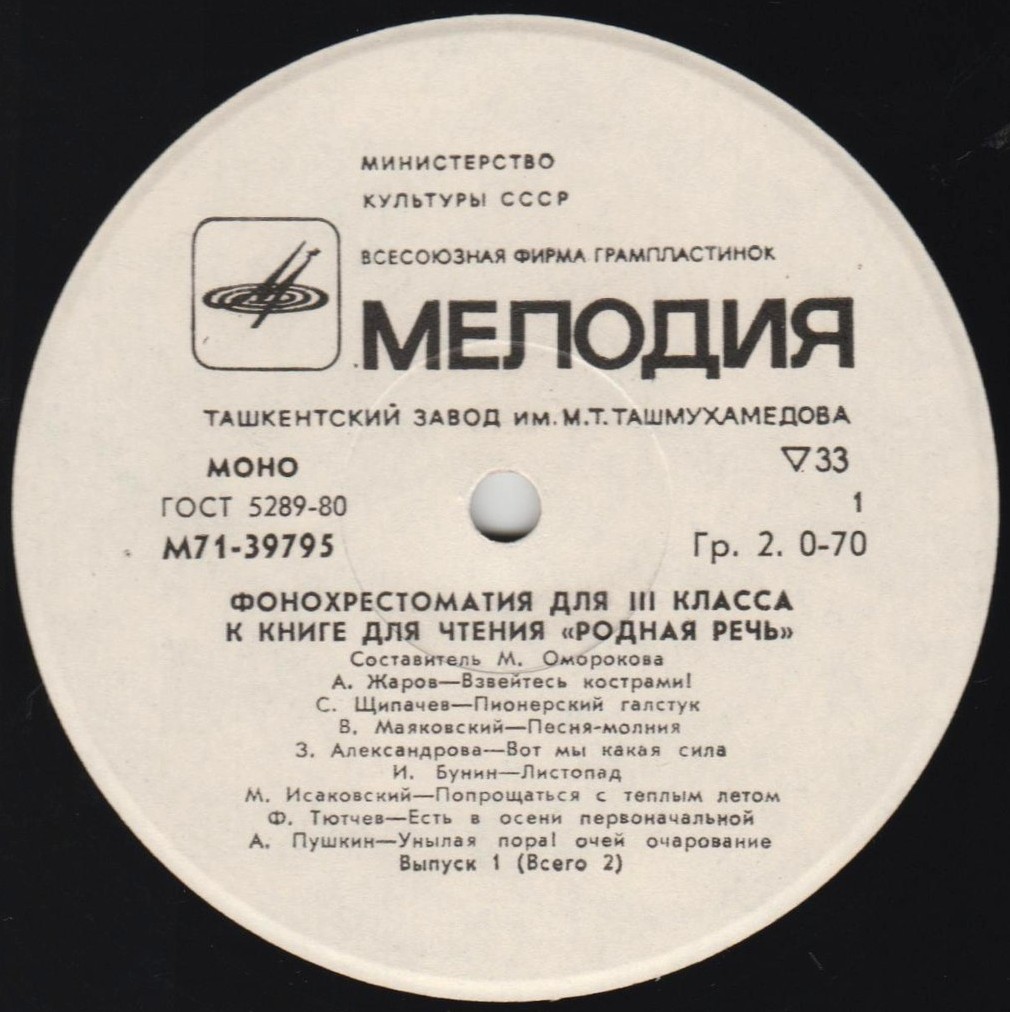 МИНИСТЕРСТВО
КУЛЬТУРЫ СССР
ВСЕСОЮЗНАЯ ФИРМА ГРАМПЛАСТИНОК
МЕЛОДИЯ
ТАШКЕНТСКИЙ ЗАВОД им. М.Т. ТАШМУХАМЕДОВА
МОНО ▽33
ГОСТ 5289-80 1
М71-39795 Гр. 2. 0-70
ФОНОХРЕСТОМАТИЯ ДЛЯ III КЛАССА
К КНИГЕ ДЛЯ ЧТЕНИЯ «РОДНАЯ РЕЧЬ»
Составитель М. Оморокова
А. Жаров—Взвейтесь кострами!
С. Щипачев—Пионерский галстук
В. Маяковский—Песня-молния
З. Александрова—Вот мы какая сила
И. Бунин—Листопад
М. Исаковский—Попрощаться с теплым летом
Ф. Тютчев—Есть в осени первоначальной
А. Пушкин—Унылая пора! очей очарование
Выпуск 1 (Всего 2)